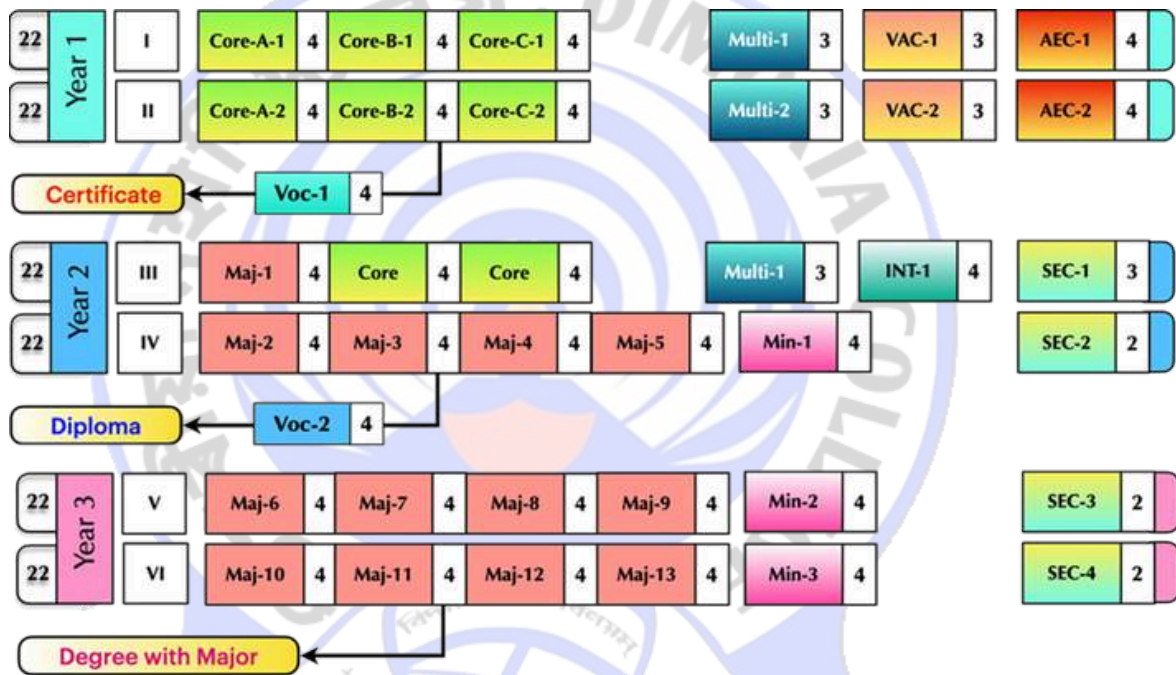 22 Year 1 I Core-A-1 4 Core-B-1 4 Core-C-1 4 Multi-1 3 VAC-1 3 AEC-1 4
22 II Core-A-2 4 Core-B-2 4 Core-C-2 4 Multi-2 3 VAC-2 3 AEC-2 4
Certificate Voc-1 4
22 Year 2 III Maj-1 4 Core 4 Core 4 Multi-1 3 INT-1 4 SEC-1 3
22 IV Maj-2 4 Maj-3 4 Maj-4 4 Maj-5 4 Min-1 4 SEC-2 2
Diploma Voc-2 4
22 Year 3 V Maj-6 4 Maj-7 4 Maj-8 4 Maj-9 4 Min-2 4 SEC-3 2
22 VI Maj-10 4 Maj-11 4 Maj-12 4 Maj-13 4 Min-3 4 SEC-4 2
Degree with Major